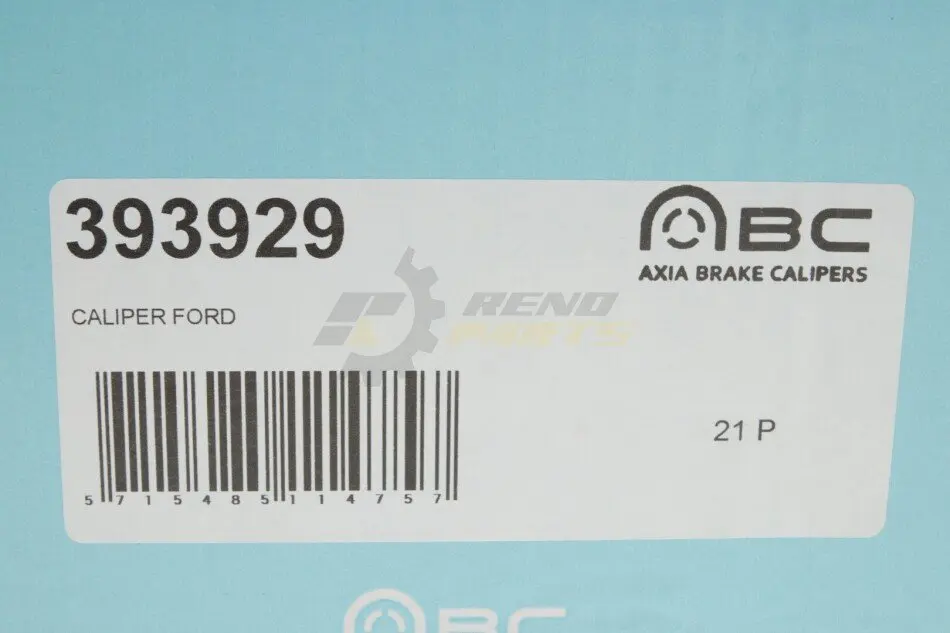 393929
ABC
AXIA BRAKE CALIPERS
CALIPER FORD
RENO
PARTS
21 P
5 715485 114757
ABC